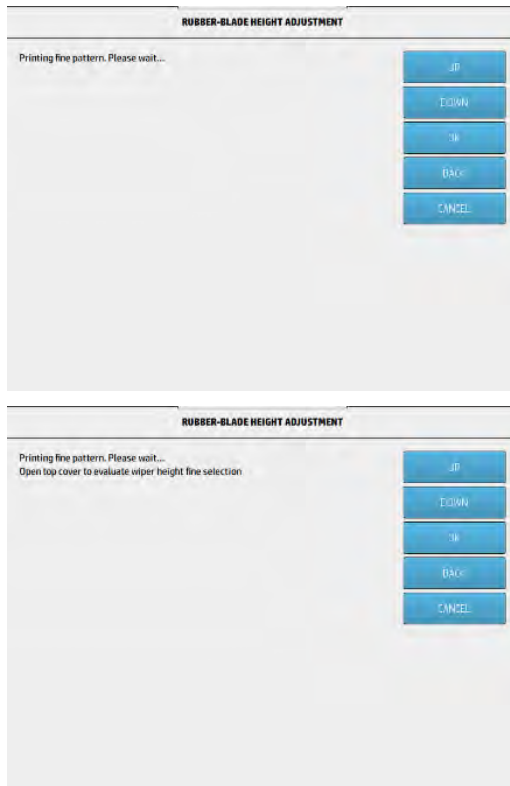 RUBBER-BLADE HEIGHT ADJUSTMENT
Printing fine pattern. Please wait...
UP
DOWN
OK
BACK
CANCEL
RUBBER-BLADE HEIGHT ADJUSTMENT
Printing fine pattern. Please wait...
Open top cover to evaluate wiper height fine selection
UP
DOWN
OK
BACK
CANCEL